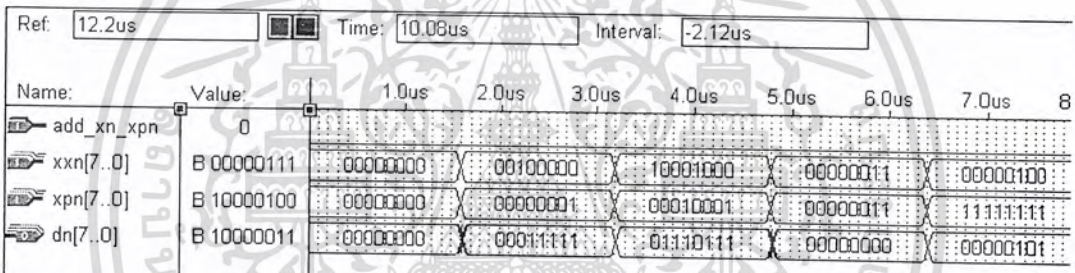 Ref: 12.2us Time: 10.08us Interval: -2.12us
Name: Value: 1.0us 2.0us 3.0us 4.0us 5.0us 6.0us 7.0us 8
add_xn_xpn 0
xxn[7..0] B 00000111 00000000 00100000 10001000 00000011 00000100
xpn[7..0] B 10000100 00000000 00000001 00010001 00000011 11111111
dn[7..0] B 10000011 00000000 00011111 01110111 00000000 00000101